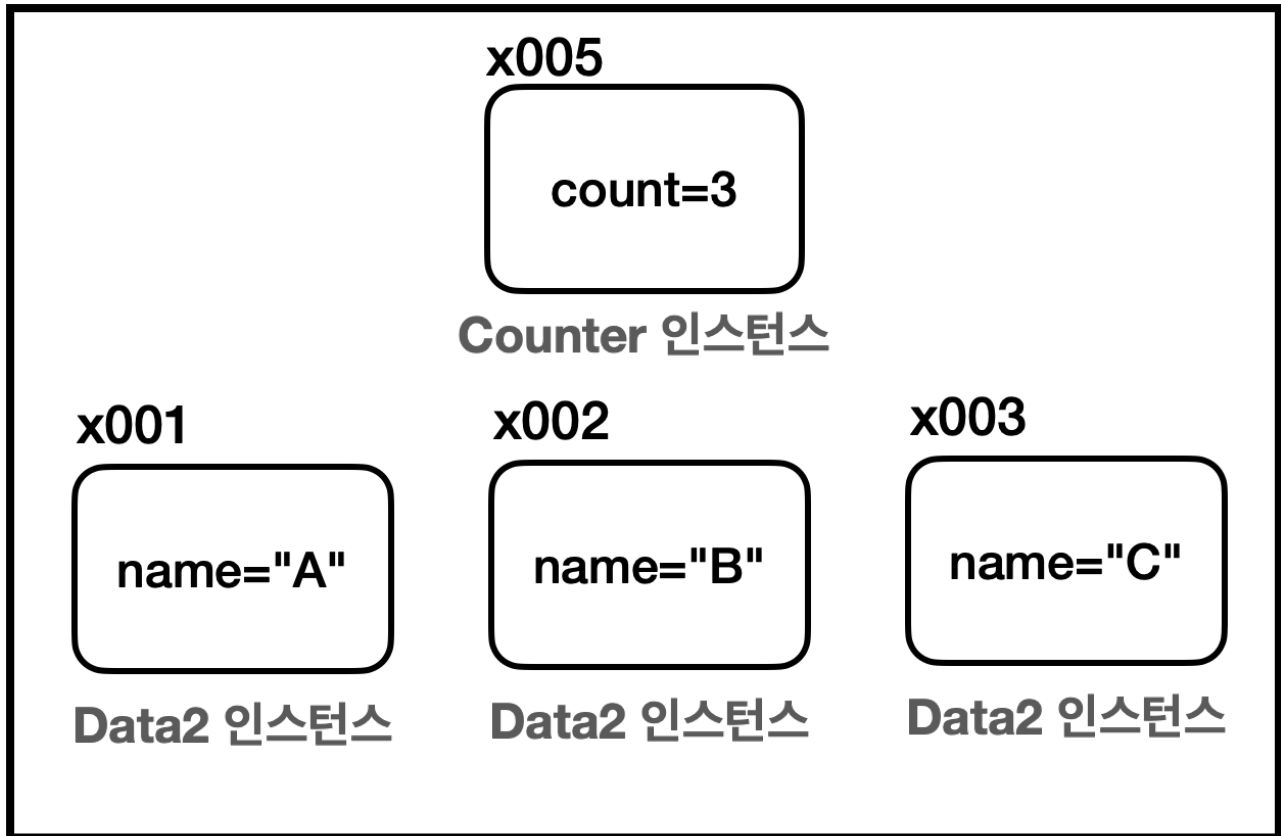 x005
count=3
Counter 인스턴스
x001
x002
x003
name="A"
name="B"
name="C"
Data2 인스턴스
Data2 인스턴스
Data2 인스턴스